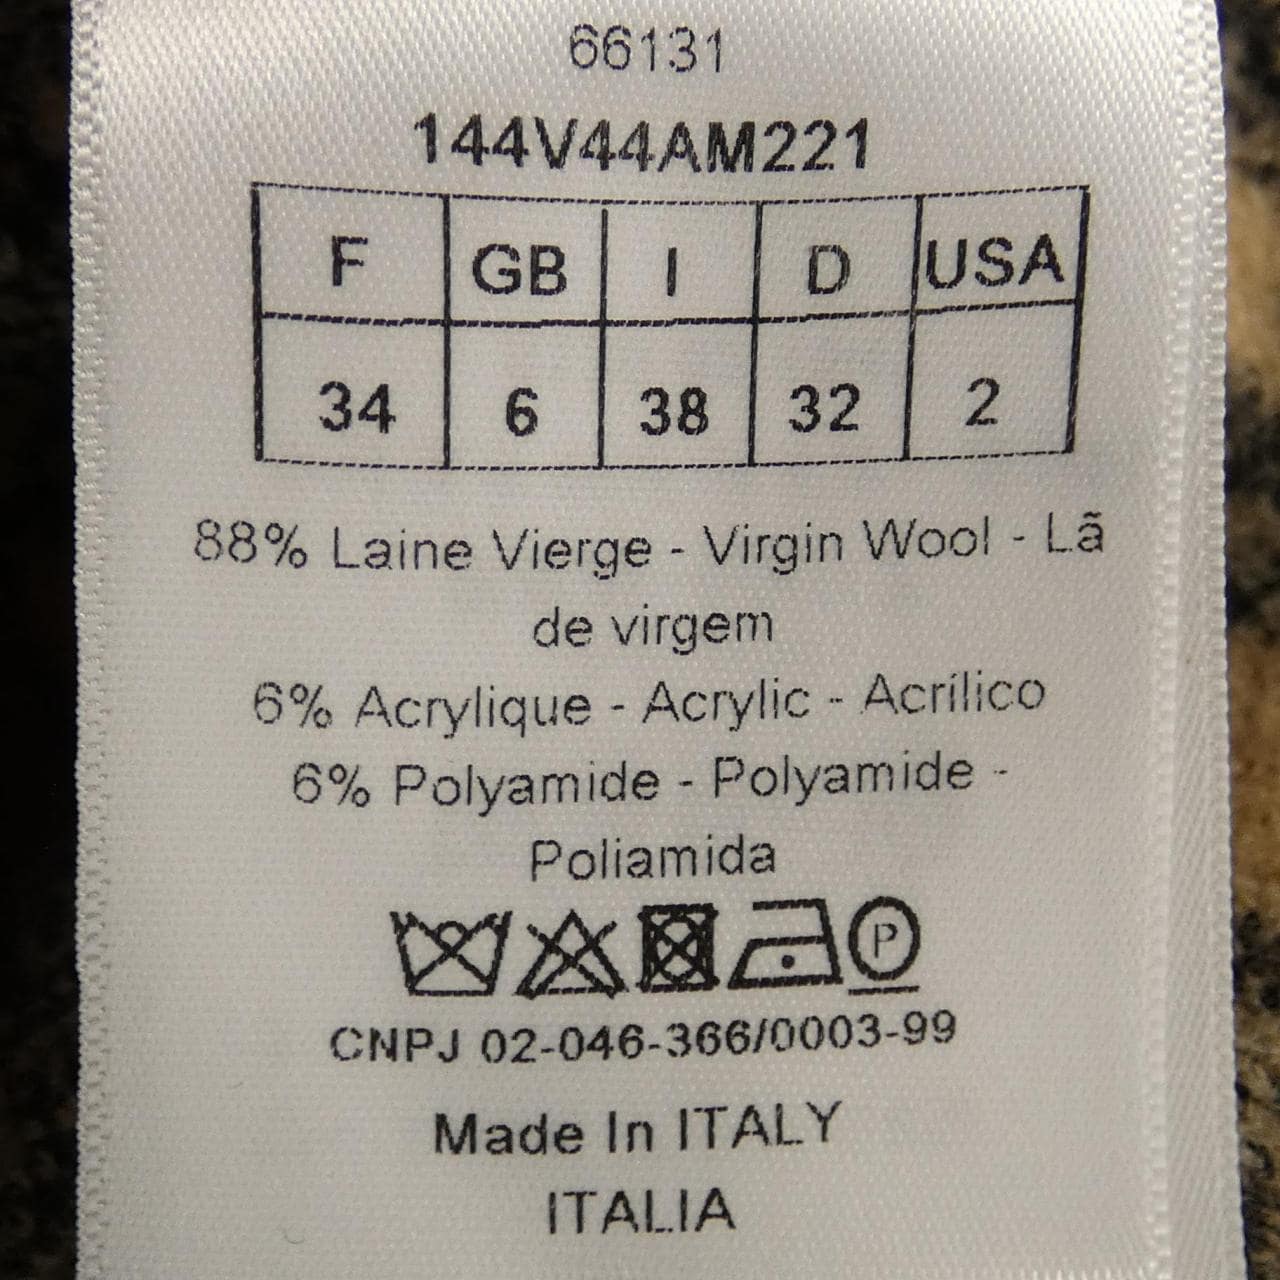 66131
144V44AM221
F GB I D USA
34 6 38 32 2
88% Laine Vierge - Virgin Wool - Lã
de virgem
6% Acrylique - Acrylic - Acrílico
6% Polyamide - Polyamide -
Poliamida
P
CNPJ 02-046-366/0003-99
Made In ITALY
ITALIA